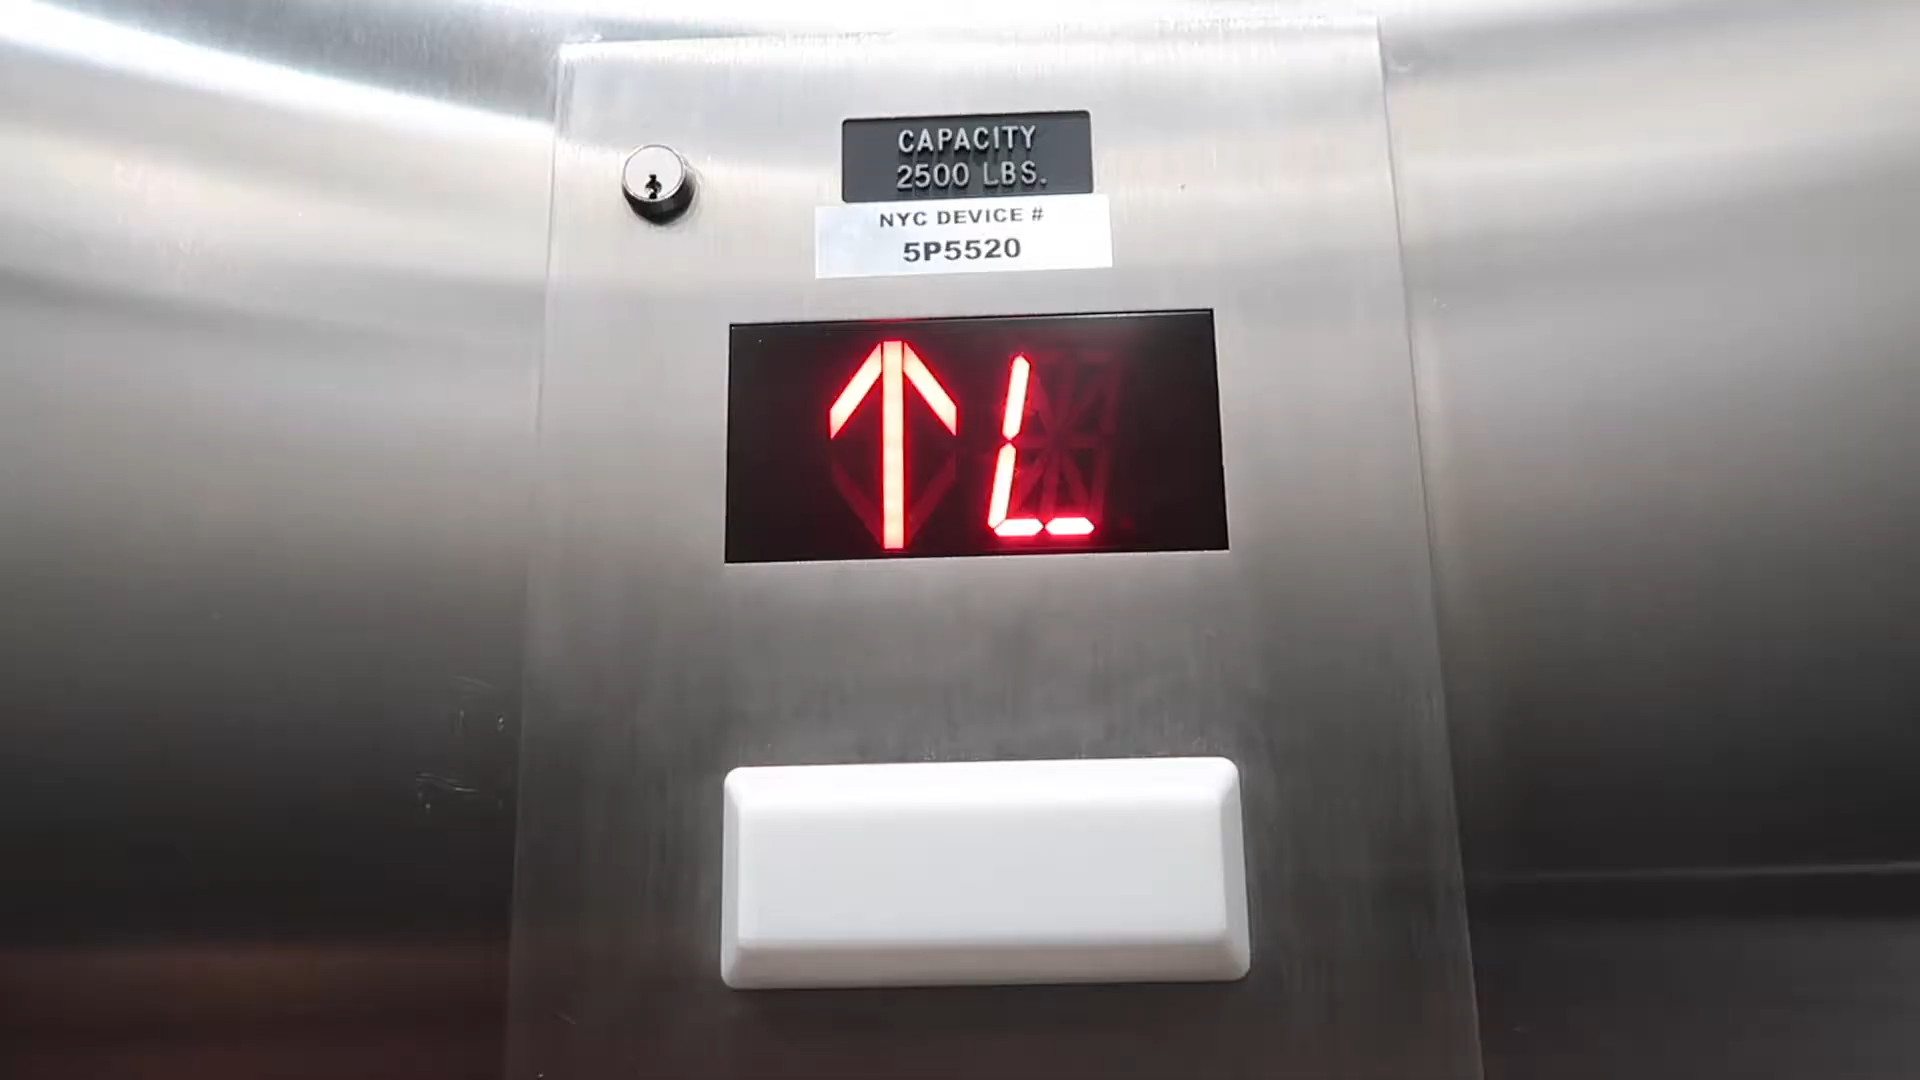 CAPACITY
2500 LBS.
NYC DEVICE #
5P5520
↑ L